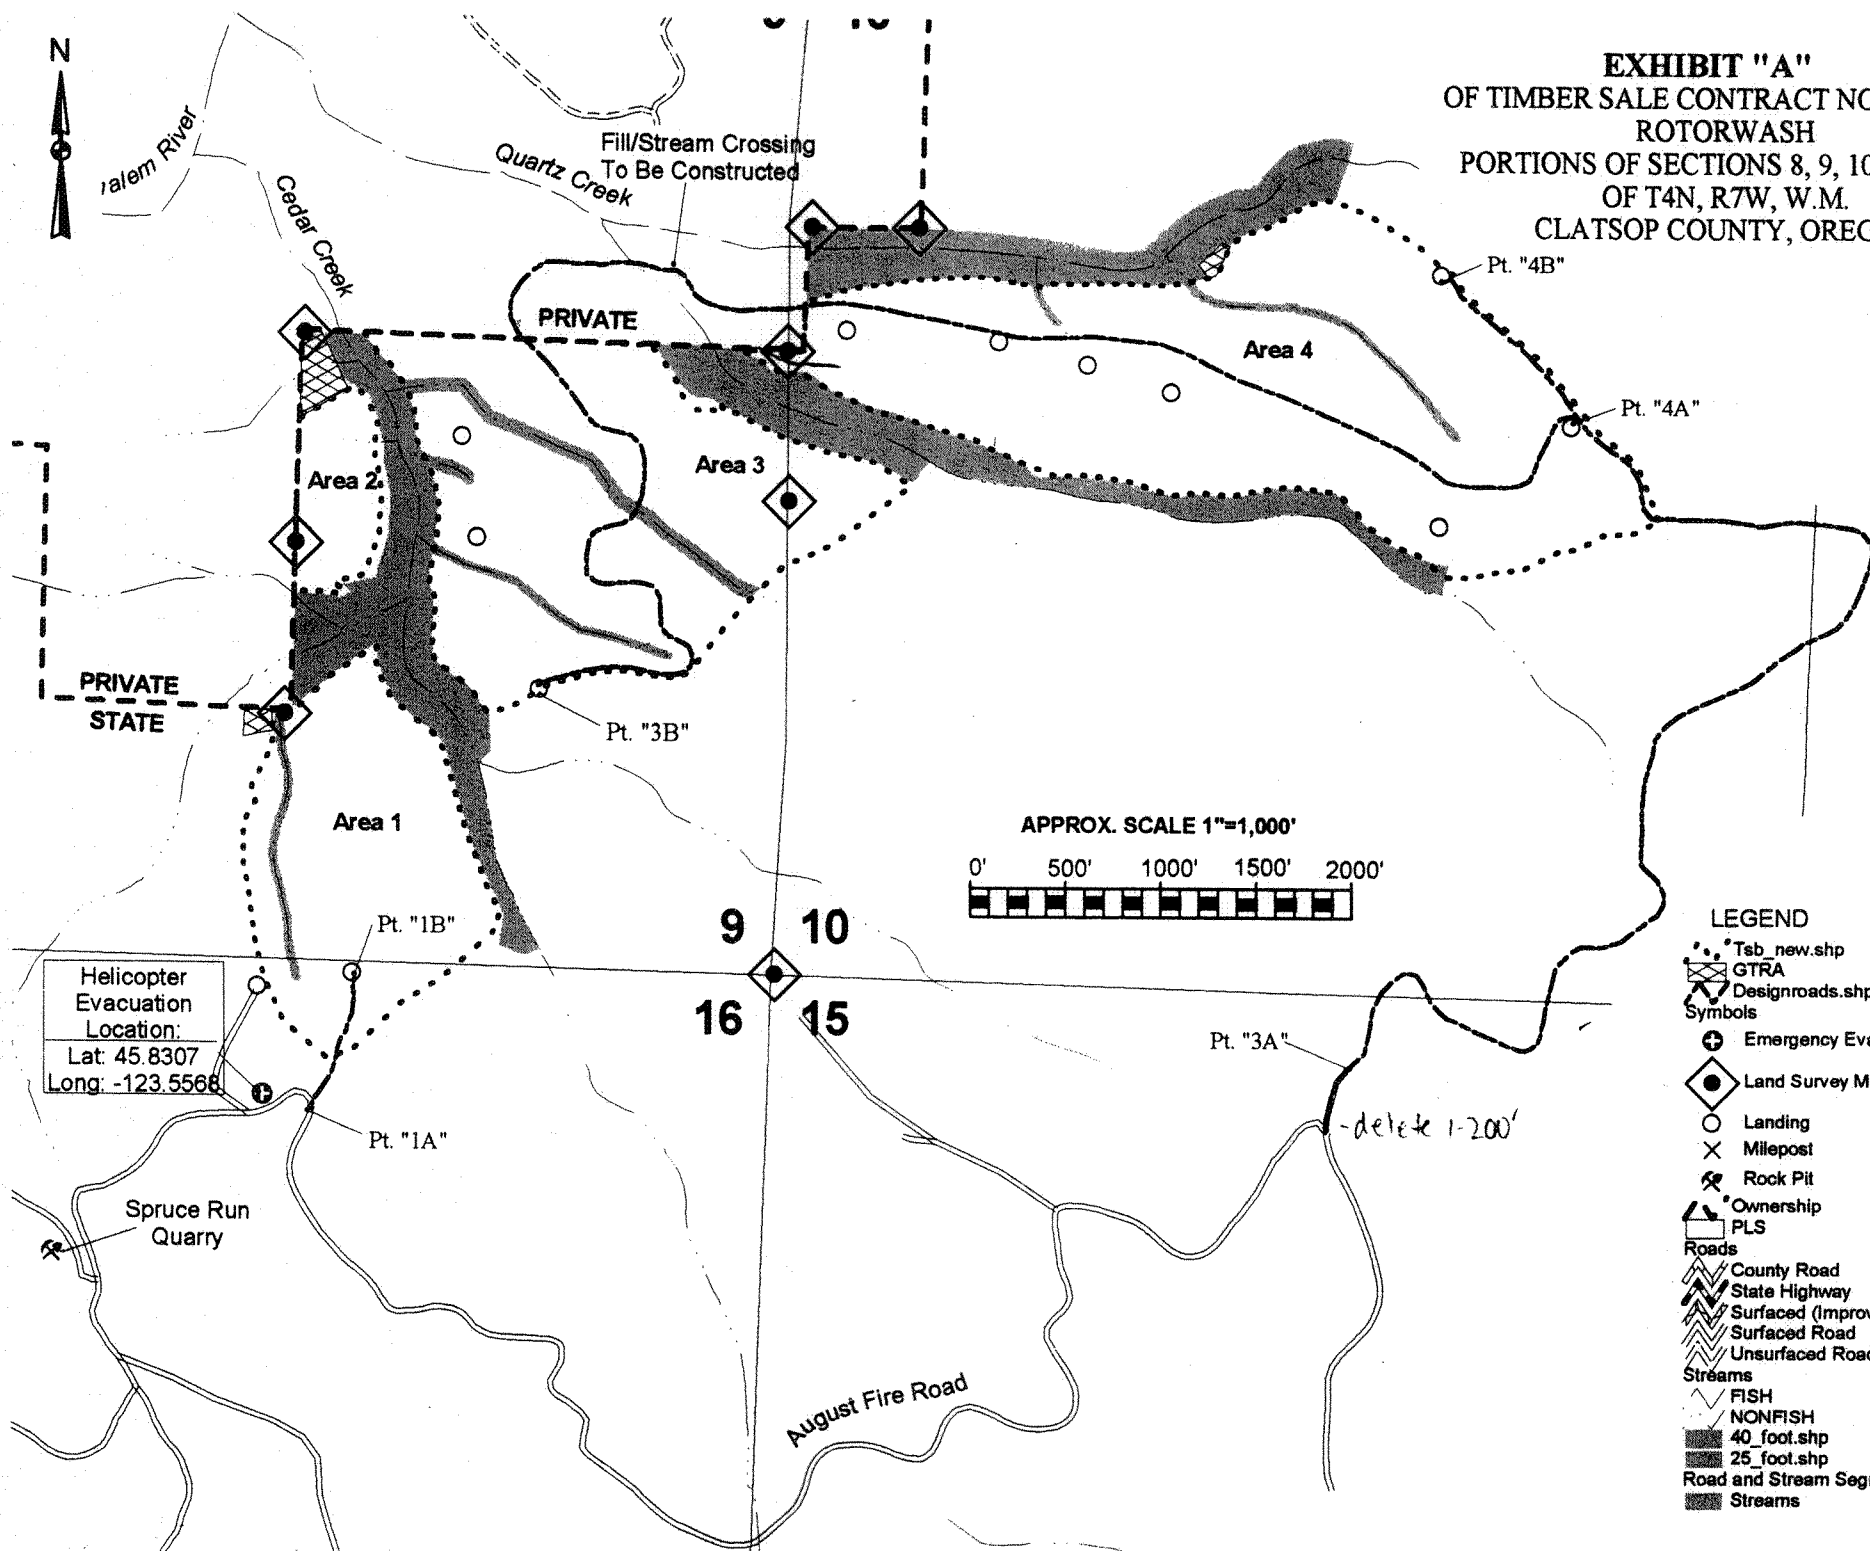 N
EXHIBIT "A"
OF TIMBER SALE CONTRACT NO
ROTORWASH
PORTIONS OF SECTIONS 8, 9, 10
OF T4N, R7W, W.M.
CLATSOP COUNTY, OREG
alem River
Cedar Creek
Quartz Creek
Fill/Stream Crossing
To Be Constructed
PRIVATE
Pt. "4B"
Area 4
Pt. "4A"
Area 3
Area 2
PRIVATE
STATE
Pt. "3B"
Area 1
APPROX. SCALE 1"=1,000'
0' 500' 1000' 1500' 2000'
9 10
16 15
Pt. "1B"
Helicopter
Evacuation
Location:
Lat: 45.8307
Long: -123.5568
Pt. "3A"
-delete 1-200'
Pt. "1A"
Spruce Run
Quarry
August Fire Road
LEGEND
Tsb_new.shp
GTRA
Designroads.shp
Symbols
Emergency Eva
Land Survey M
Landing
Milepost
Rock Pit
Ownership
PLS
Roads
County Road
State Highway
Surfaced (Improv
Surfaced Road
Unsurfaced Road
Streams
FISH
NONFISH
40_foot.shp
25_foot.shp
Road and Stream Segm
Streams